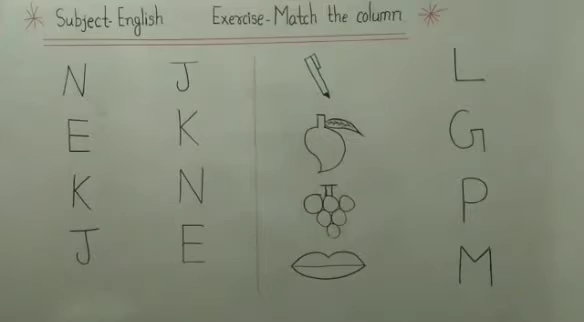 Subject- English Exercise-Match the column
N J L
E K G
K N P
J E M